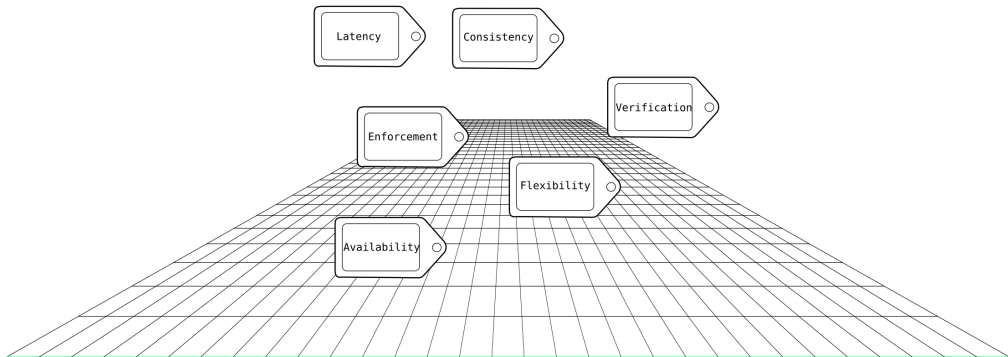 Latency
Consistency
Verification
Enforcement
Flexibility
Availability